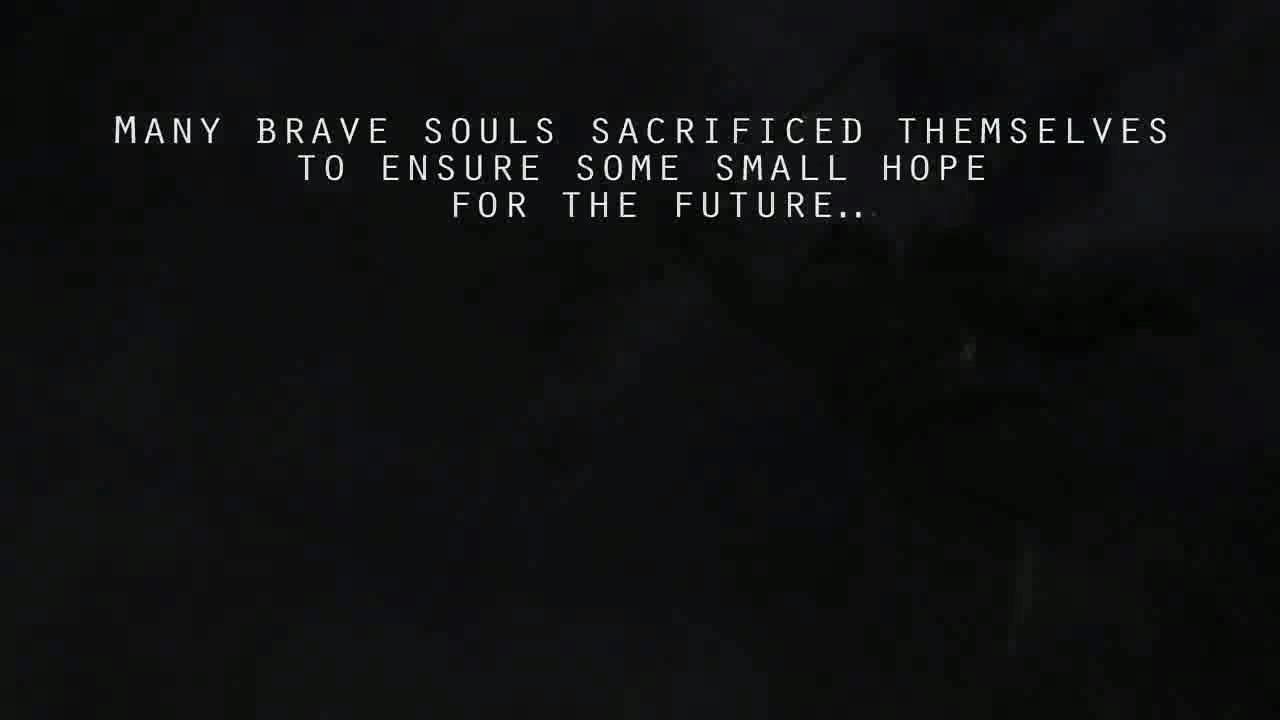 Many brave souls sacrificed themselves
to ensure some small hope
for the future..